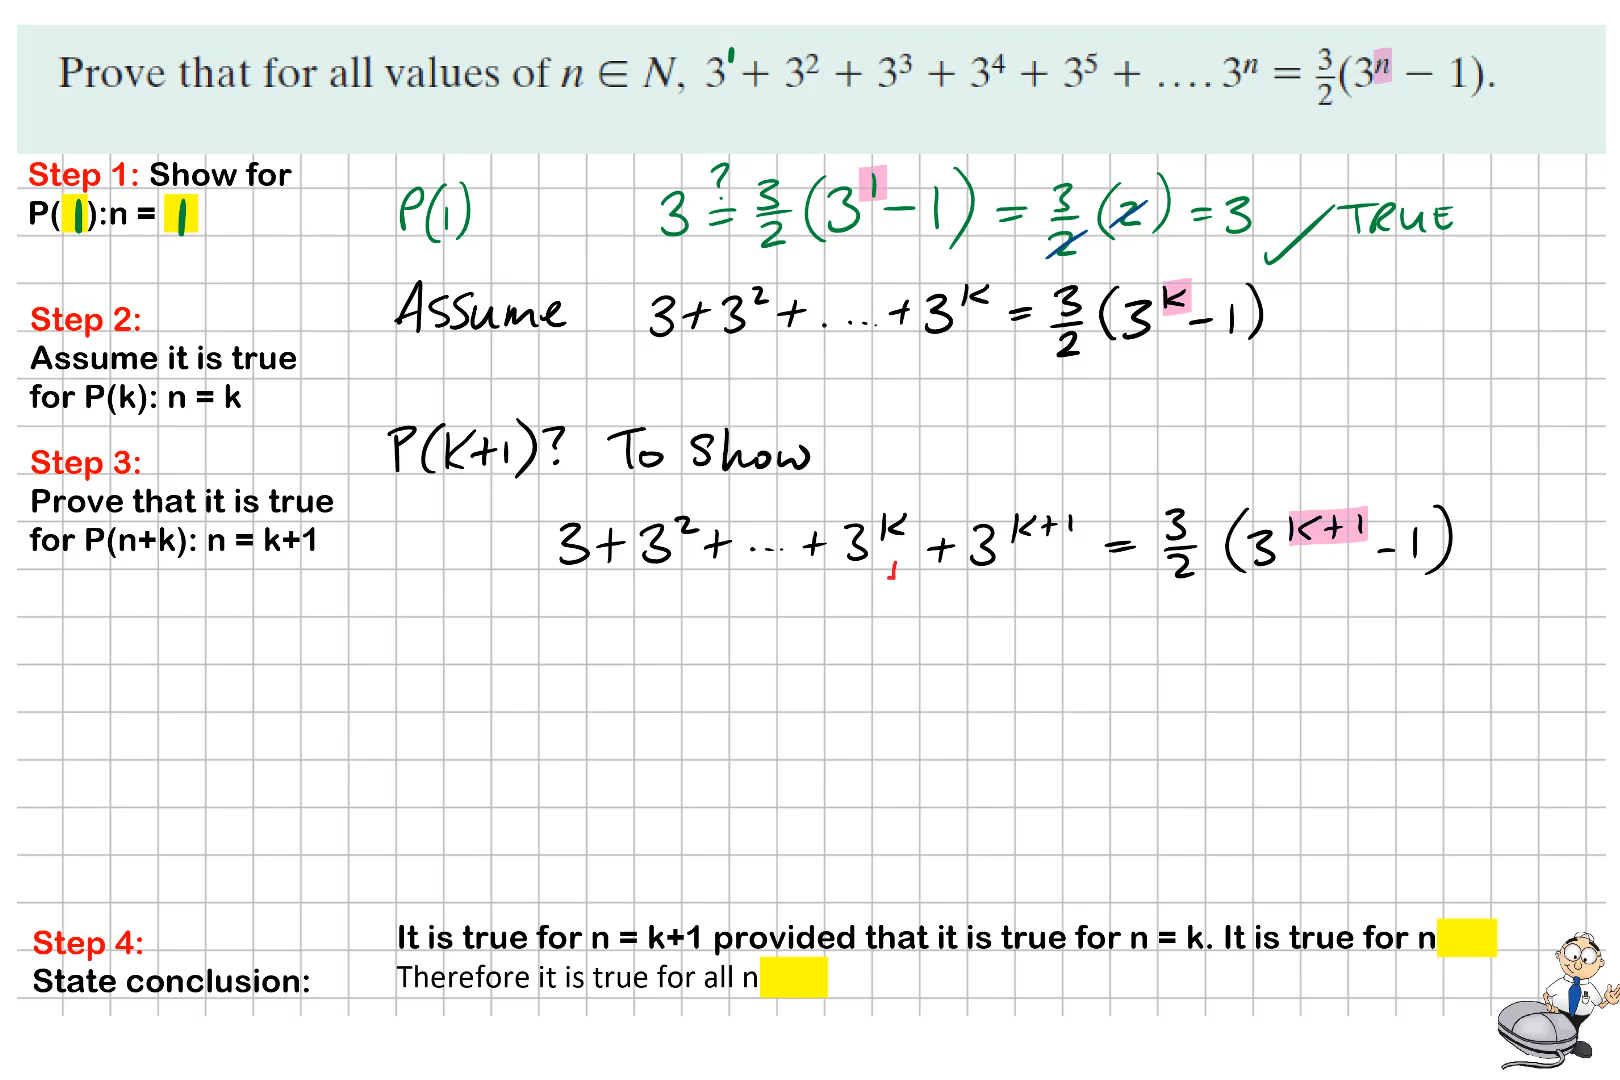 Prove that for all values of n ∈ N, 3¹ + 3² + 3³ + 3⁴ + 3⁵ + .... 3ⁿ = 3/2(3ⁿ − 1).
Step 1: Show for
P(1):n = 1
P(1) 3 ≟ 3/2 (3¹ - 1) = 3/2 (2) = 3 ✓ TRUE
Step 2:
Assume it is true
for P(k): n = k
Assume 3 + 3² + .... + 3ᵏ = 3/2 (3ᵏ - 1)
Step 3:
Prove that it is true
for P(n+k): n = k+1
P(K+1)? To Show
3 + 3² + ... + 3ᵏ + 3ᵏ⁺¹ = 3/2 (3ᵏ⁺¹ - 1)
Step 4:
State conclusion:
It is true for n = k+1 provided that it is true for n = k. It is true for n
Therefore it is true for all n